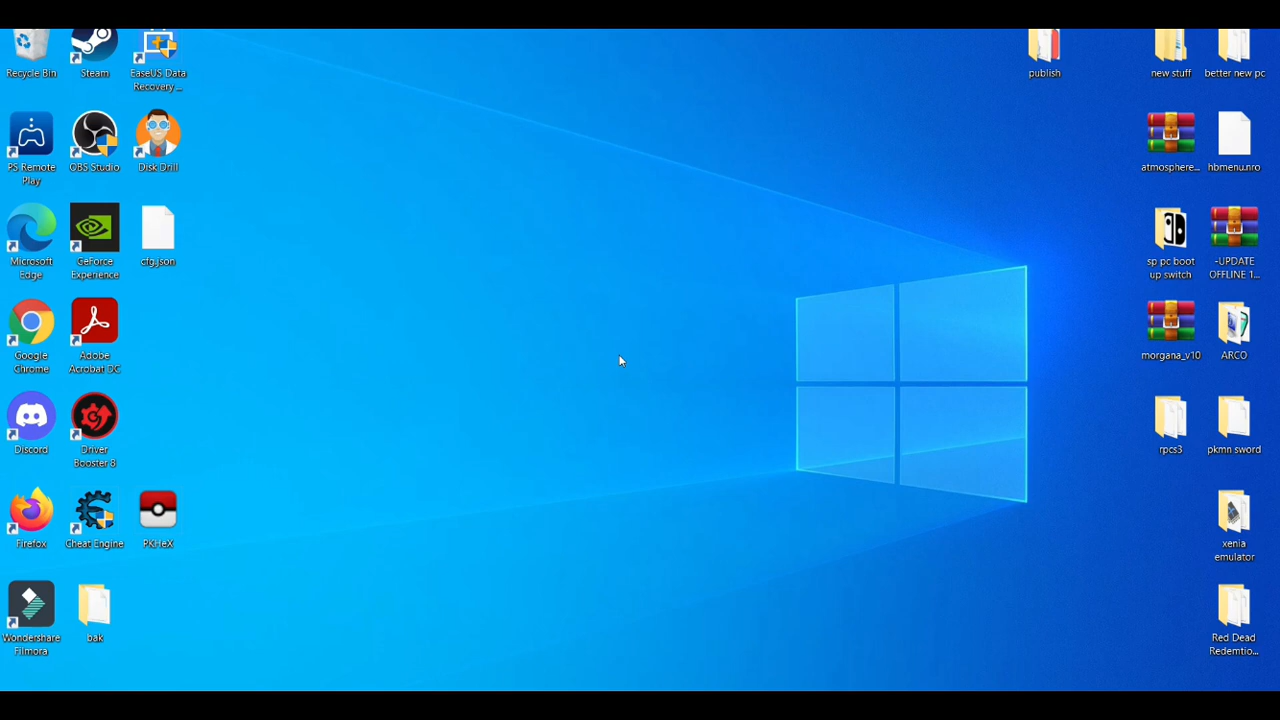 Recycle Bin
Steam
EaseUS Data
Recovery ...
publish
new stuff
better new pc
PS Remote
Play
OBS Studio
Disk Drill
atmosphere...
hbmenu.nro
Microsoft
Edge
GeForce
Experience
cfg.json
sp pc boot
up switch
-UPDATE
OFFLINE 1...
Google
Chrome
Adobe
Acrobat DC
morgana_v10
ARCO
Discord
Driver
Booster 8
rpcs3
pkmn sword
Firefox
Cheat Engine
PKHeX
xenia
emulator
Wondershare
Filmora
bak
Red Dead
Redemtio...